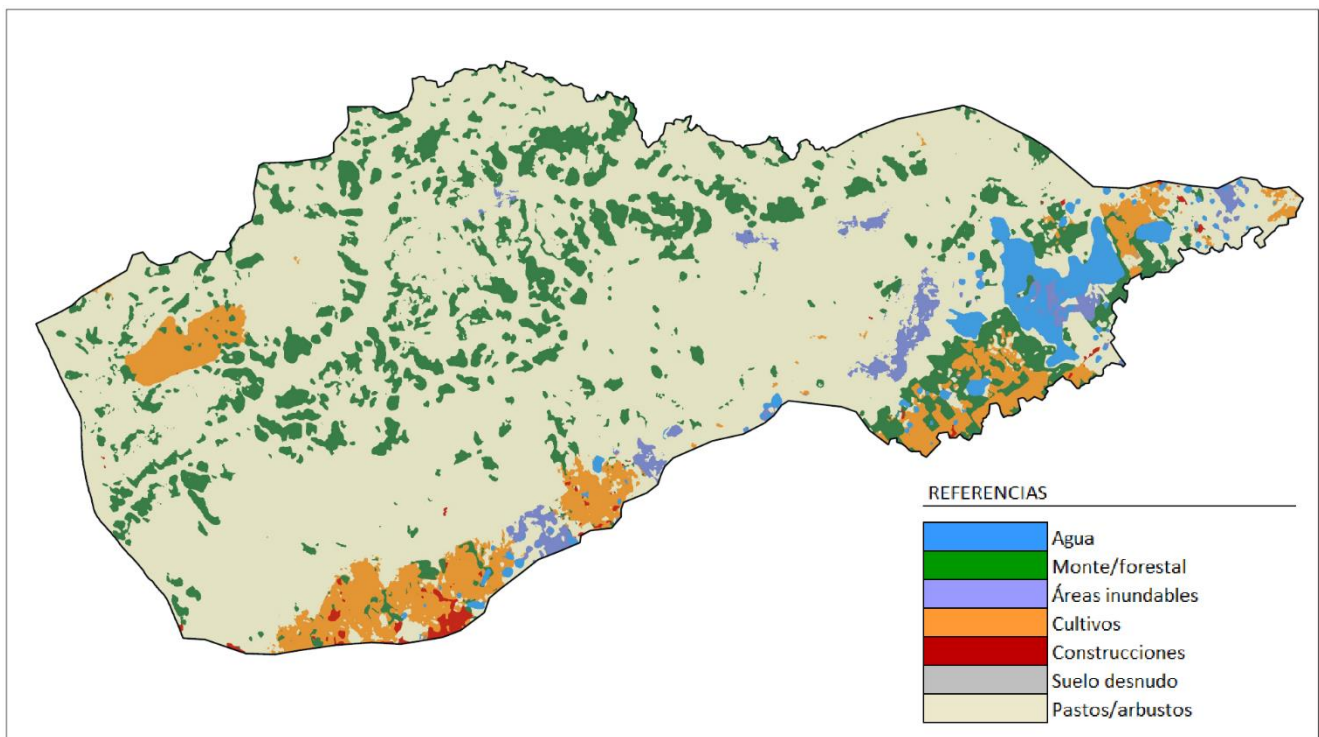 REFERENCIAS
Agua
Monte/forestal
Áreas inundables
Cultivos
Construcciones
Suelo desnudo
Pastos/arbustos